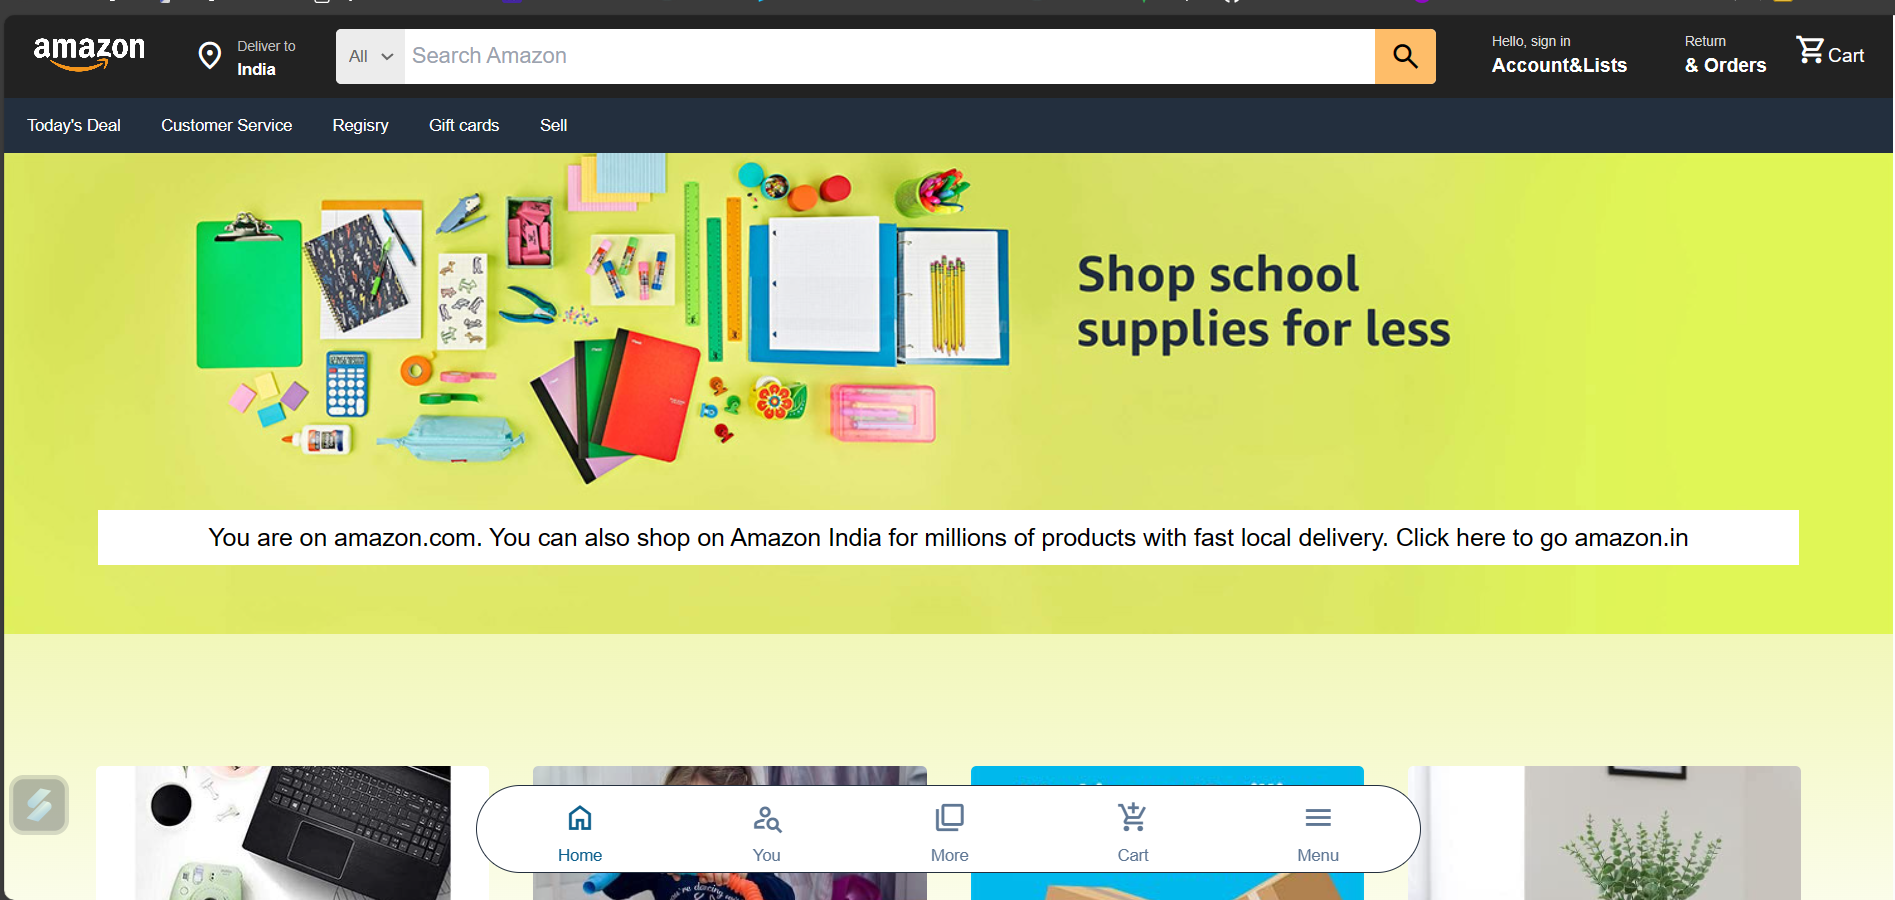 amazon
Deliver to
India
All
Search Amazon
Hello, sign in
Account&Lists
Return
& Orders
Cart
Today's Deal
Customer Service
Regisry
Gift cards
Sell
Shop school
supplies for less
You are on amazon.com. You can also shop on Amazon India for millions of products with fast local delivery. Click here to go amazon.in
Home
You
More
Cart
Menu